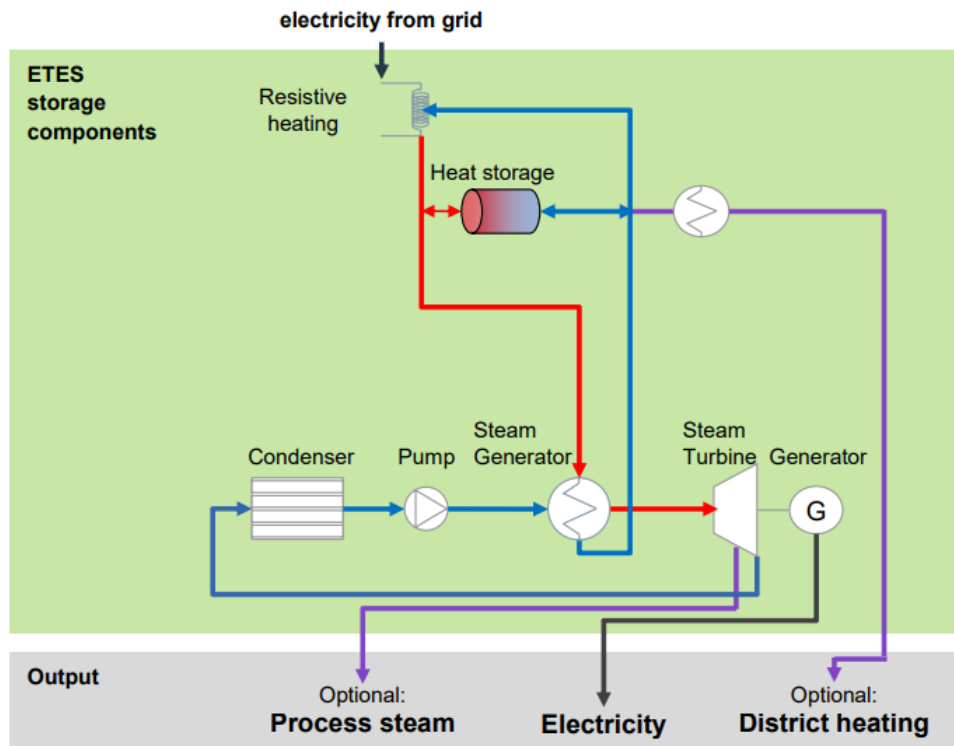 electricity from grid
ETES
storage
components
Resistive
heating
Heat storage
Condenser
Pump
Steam
Generator
Steam
Turbine
Generator
G
Output
Optional:
Process steam
Electricity
Optional:
District heating